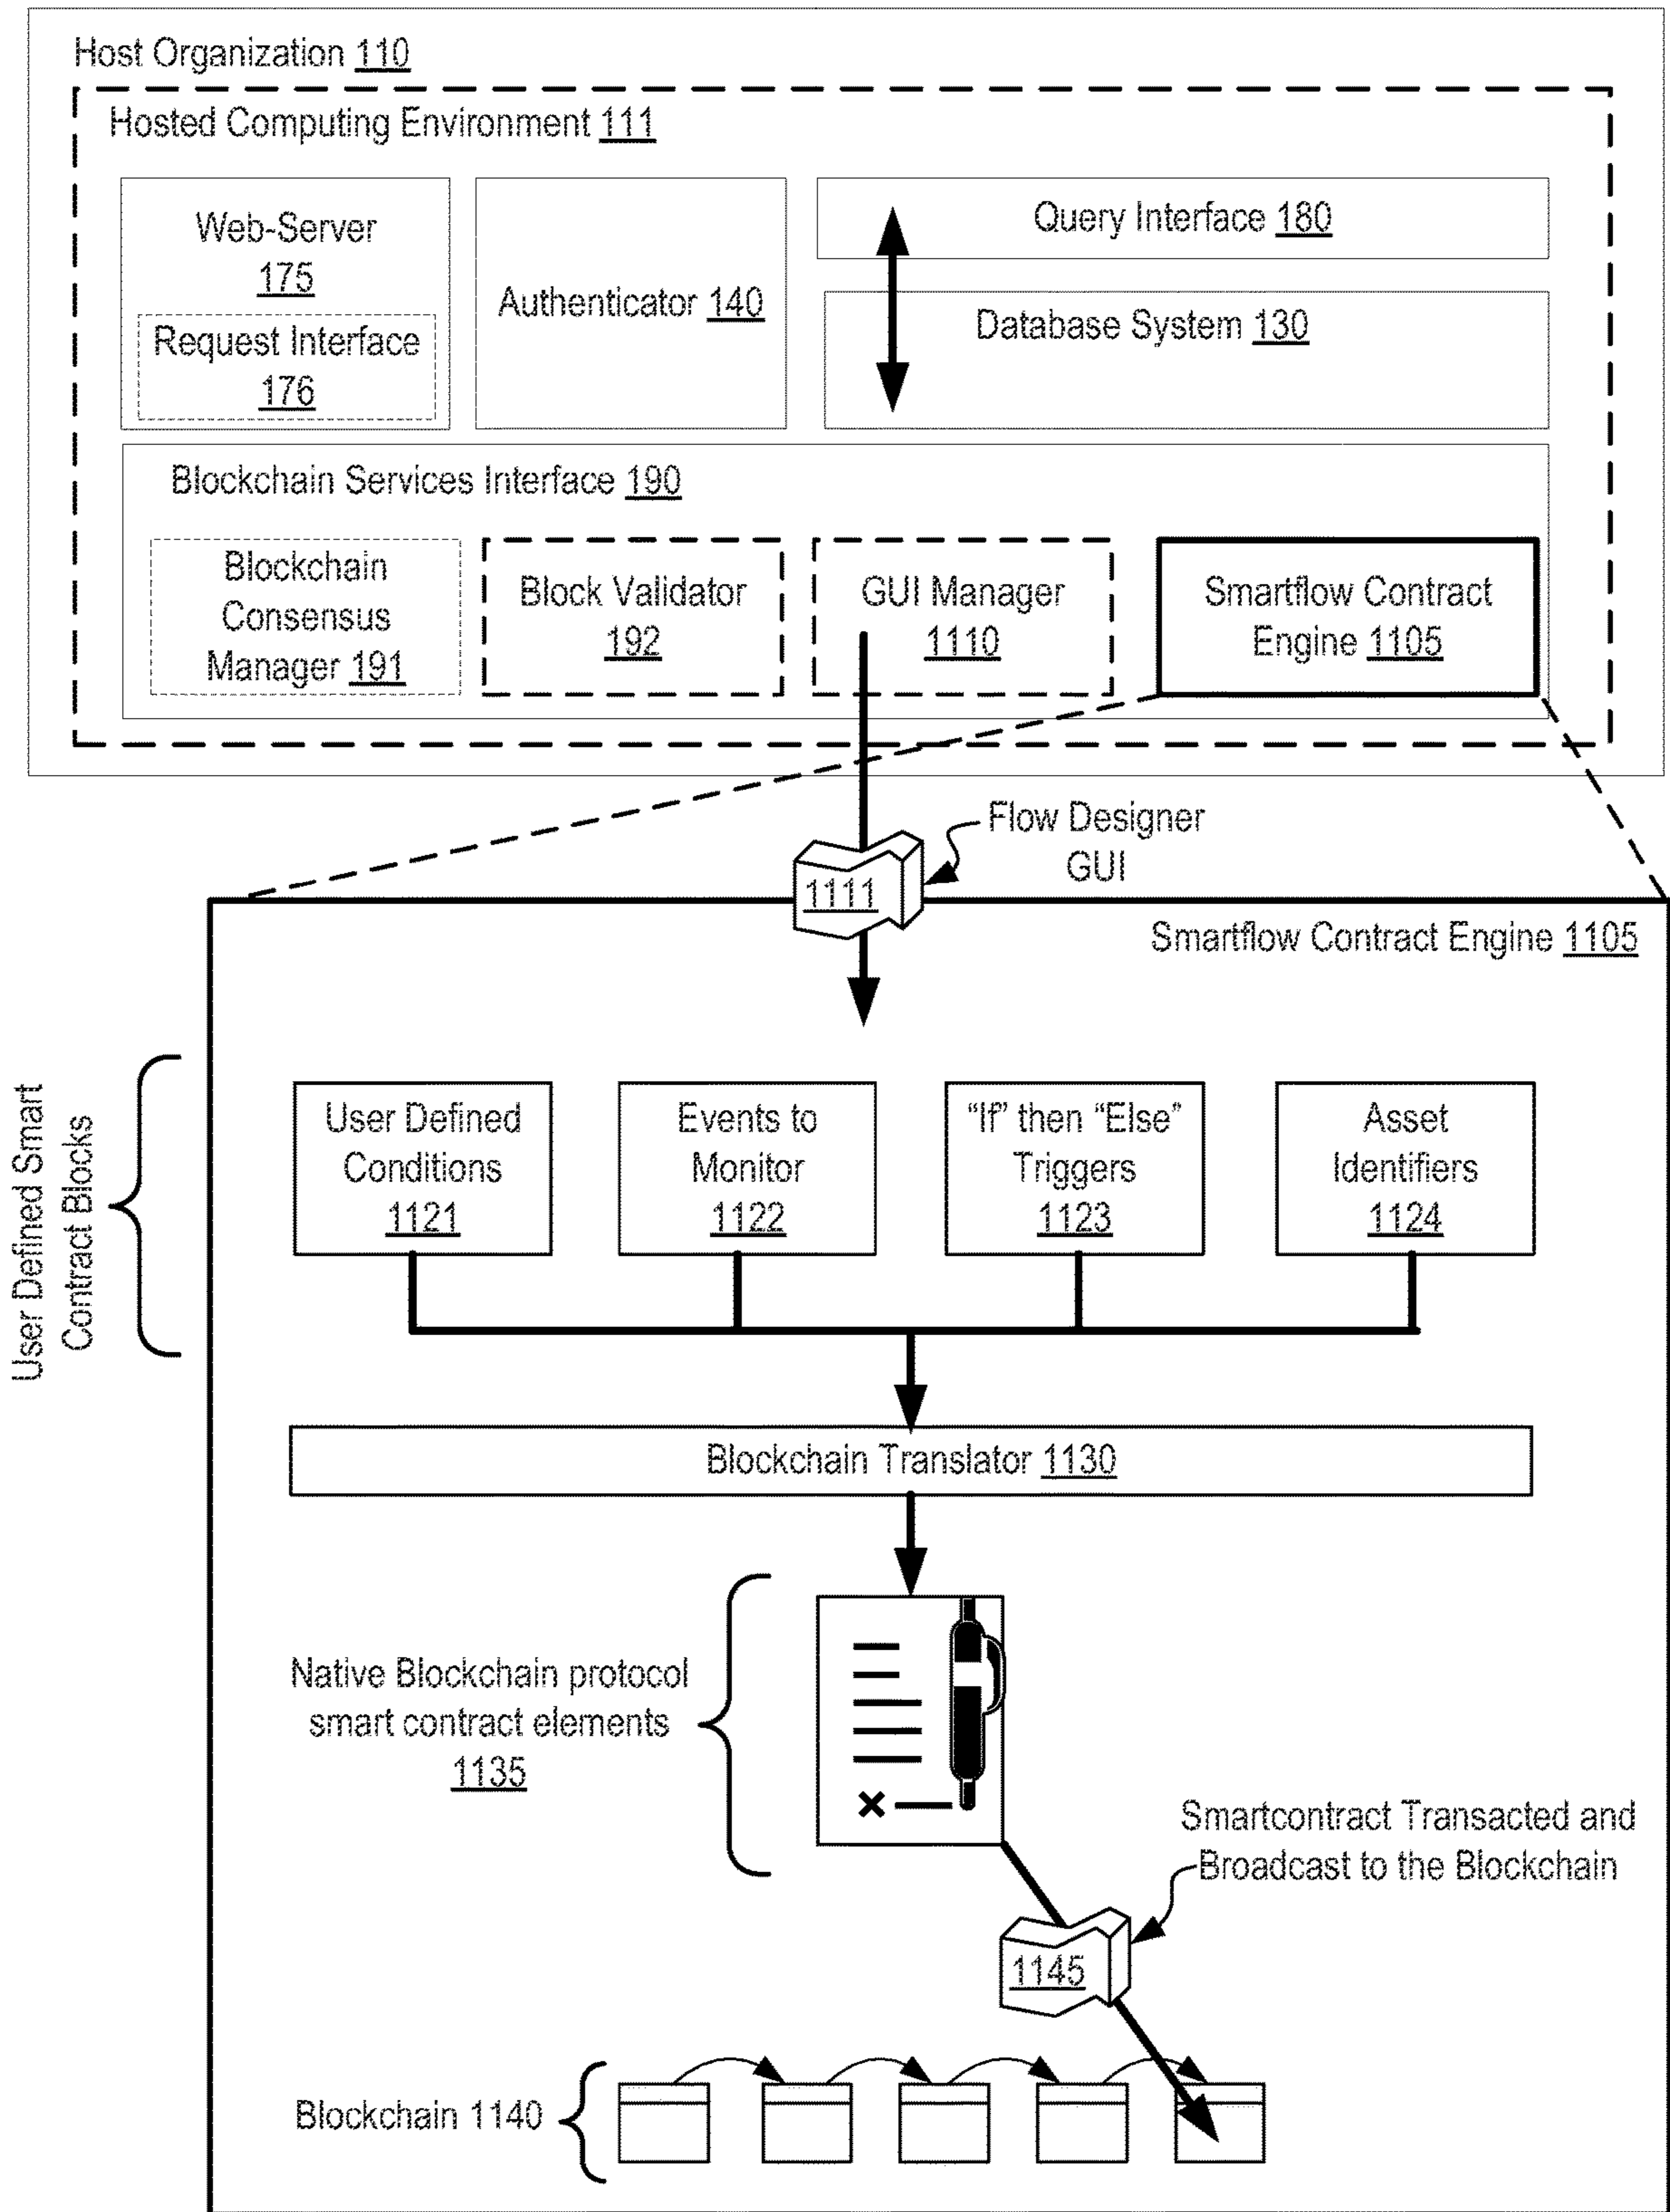 Host Organization 110
Hosted Computing Environment 111
Web-Server
175
Request Interface
176
Authenticator 140
Query Interface 180
Database System 130
Blockchain Services Interface 190
Blockchain
Consensus
Manager 191
Block Validator
192
GUI Manager
1110
Smartflow Contract
Engine 1105
Flow Designer
GUI
1111
Smartflow Contract Engine 1105
User Defined Smart
Contract Blocks
User Defined
Conditions
1121
Events to
Monitor
1122
“If” then “Else”
Triggers
1123
Asset
Identifiers
1124
Blockchain Translator 1130
Native Blockchain protocol
smart contract elements
1135
Smartcontract Transacted and
Broadcast to the Blockchain
1145
Blockchain 1140